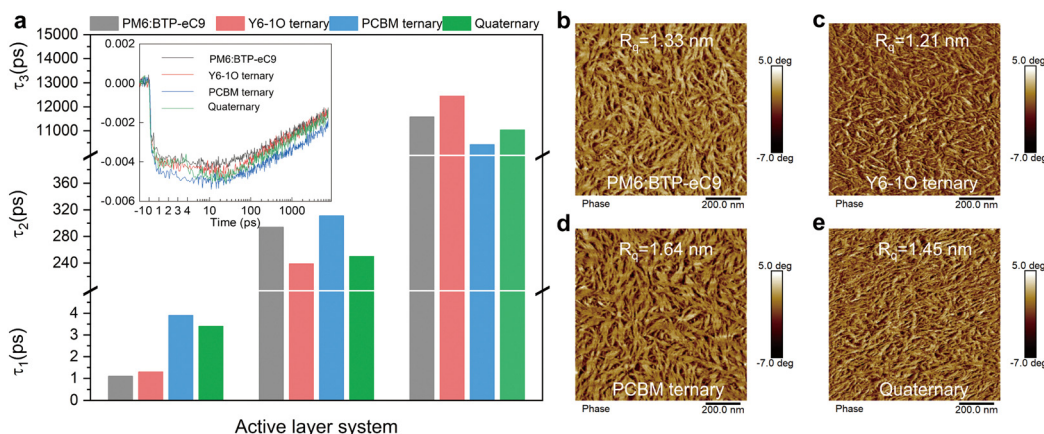 a
PM6:BTP-eC9 Y6-1O ternary PCBM ternary Quaternary
τ3(ps)
15000
14000
13000
12000
11000
τ2(ps)
360
320
280
240
τ1(ps)
4
3
2
1
0
Active layer system
0.002
0.000
-0.002
-0.004
-0.006
PM6:BTP-eC9
Y6-1O ternary
PCBM ternary
Quaternary
-1 0 1 2 3 4 10 100 1000
Time (ps)
b
Rq=1.33 nm
PM6:BTP-eC9
Phase
200.0 nm
5.0 deg
-7.0 deg
c
Rq=1.21 nm
Y6-1O ternary
Phase
200.0 nm
5.0 deg
-7.0 deg
d
Rq=1.64 nm
PCBM ternary
Phase
200.0 nm
5.0 deg
-7.0 deg
e
Rq=1.45 nm
Quaternary
Phase
200.0 nm
5.0 deg
-7.0 deg